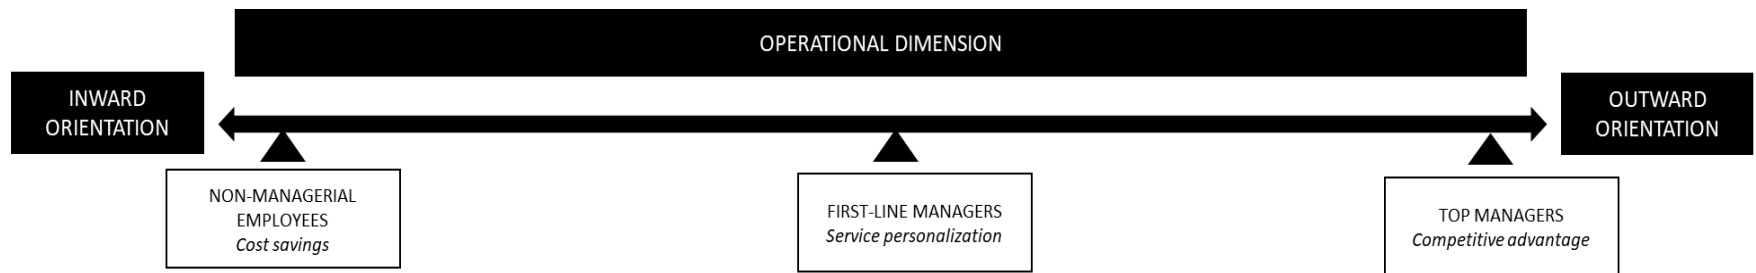 OPERATIONAL DIMENSION
INWARD
ORIENTATION
OUTWARD
ORIENTATION
NON-MANAGERIAL
EMPLOYEES
Cost savings
FIRST-LINE MANAGERS
Service personalization
TOP MANAGERS
Competitive advantage